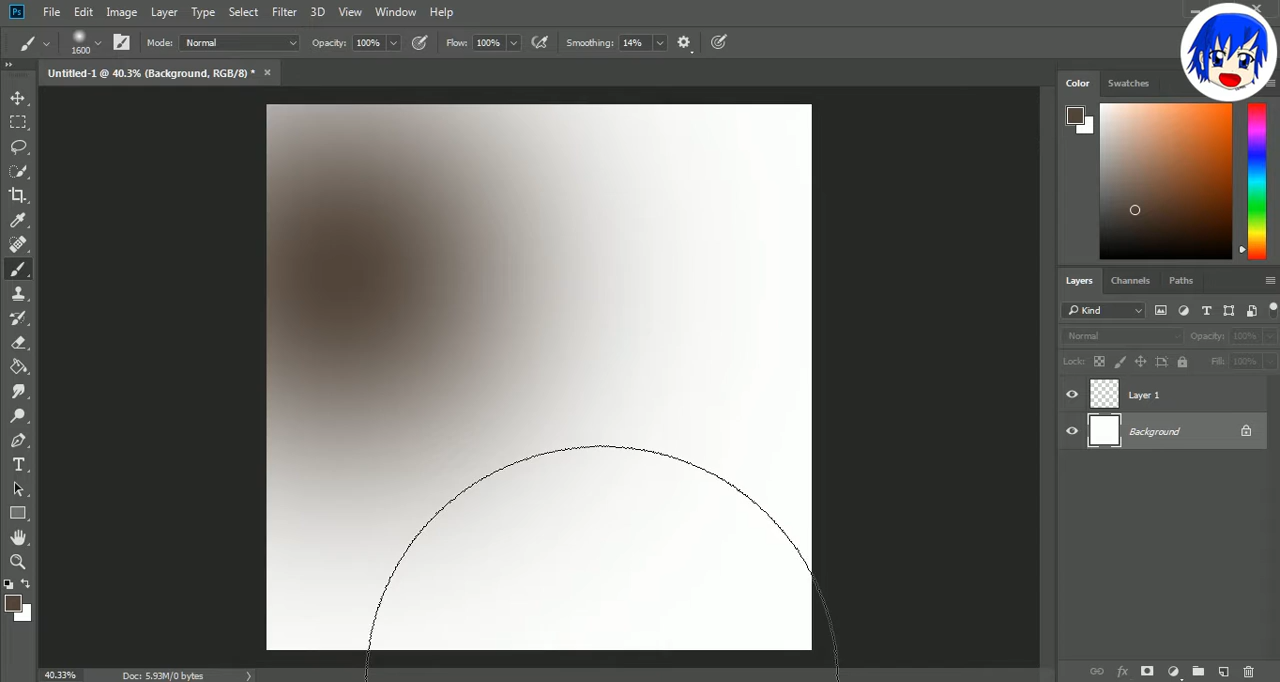 Ps File Edit Image Layer Type Select Filter 3D View Window Help
1600 Mode: Normal Opacity: 100% Flow: 100% Smoothing: 14%
Untitled-1 @ 40.3% (Background, RGB/8) * ×
Color Swatches
Layers Channels Paths
Kind
Normal Opacity: 100%
Lock: Fill: 100%
Layer 1
Background
40.33% Doc: 5.93M/0 bytes